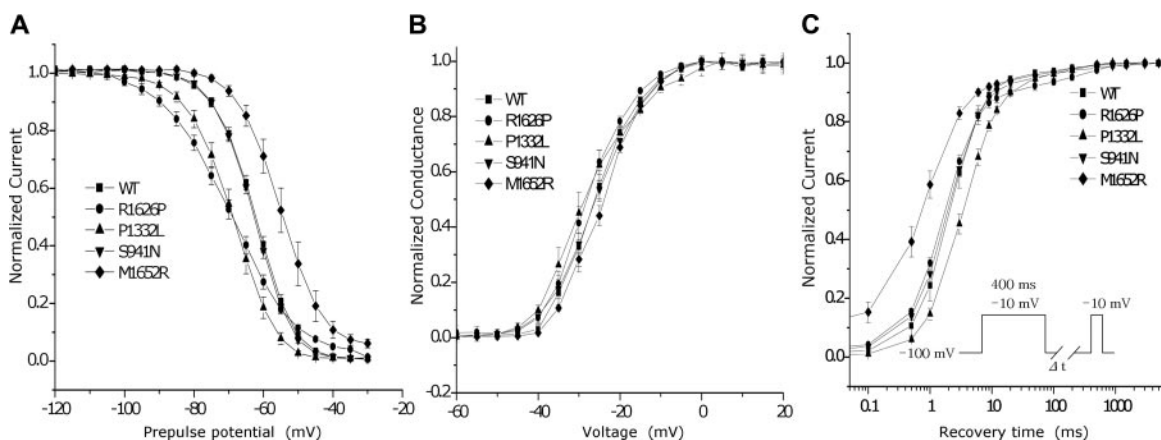 A
1.0
0.8
0.6
0.4
0.2
0.0
Normalized Current
WT
R1626P
P1332L
S941N
M1652R
-120 -100 -80 -60 -40 -20
Prepulse potential (mV)
B
1.0
0.8
0.6
0.4
0.2
0.0
-0.2
Normalized Conductance
WT
R1626P
P1332L
S941N
M1652R
-60 -40 -20 0 20
Voltage (mV)
C
1.0
0.8
0.6
0.4
0.2
0.0
Normalized Current
WT
R1626P
P1332L
S941N
M1652R
400 ms
-10 mV -10 mV
-100 mV
Δ t
0.1 1 10 100 1000
Recovery time (ms)